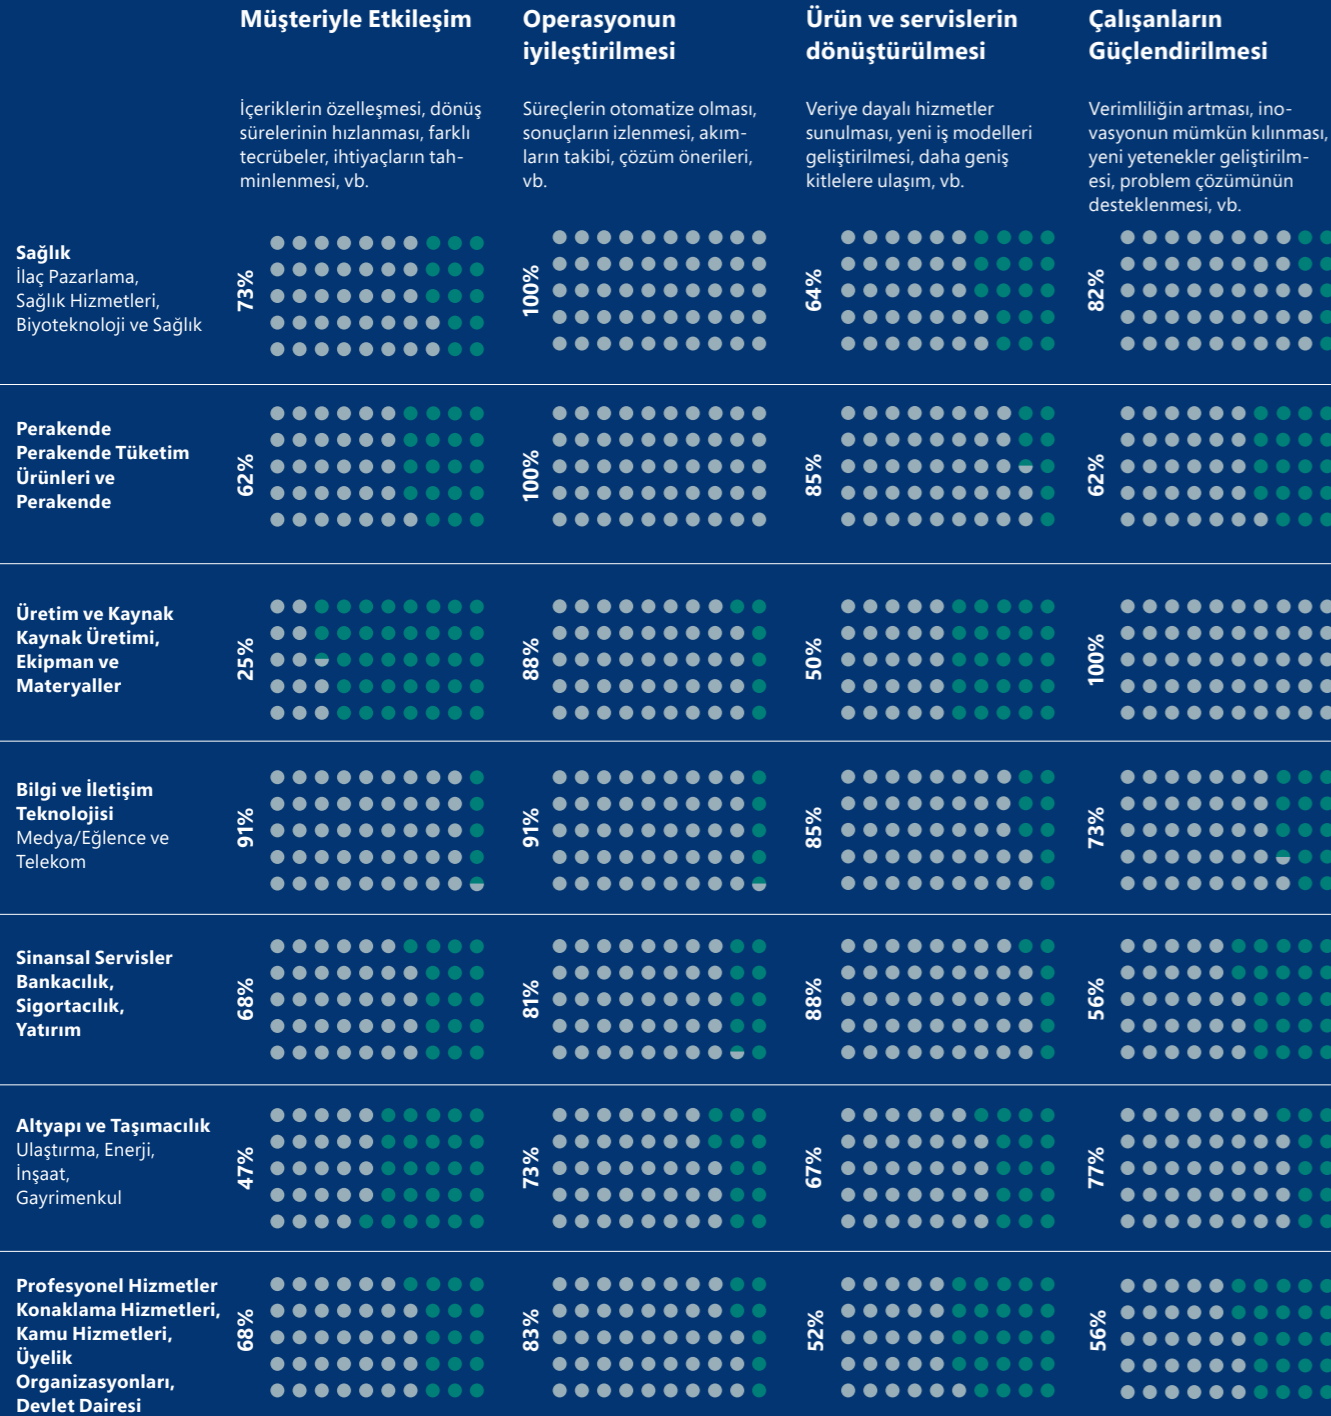 Müşteriyle Etkileşim
İçeriklerin özelleşmesi, dönüş
sürelerinin hızlanması, farklı
tecrübeler, ihtiyaçların tah-
minlenmesi, vb.
Operasyonun
iyileştirilmesi
Süreçlerin otomatize olması,
sonuçların izlenmesi, akım-
ların takibi, çözüm önerileri,
vb.
Ürün ve servislerin
dönüştürülmesi
Veriye dayalı hizmetler
sunulması, yeni iş modelleri
geliştirilmesi, daha geniş
kitlelere ulaşım, vb.
Çalışanların
Güçlendirilmesi
Verimliliğin artması, ino-
vasyonun mümkün kılınması,
yeni yetenekler geliştirilm-
esi, problem çözümünün
desteklenmesi, vb.
Sağlık
İlaç Pazarlama,
Sağlık Hizmetleri,
Biyoteknoloji ve Sağlık
73%
100%
64%
82%
Perakende
Perakende Tüketim
Ürünleri ve
Perakende
62%
100%
85%
62%
Üretim ve Kaynak
Kaynak Üretimi,
Ekipman ve
Materyaller
25%
88%
50%
100%
Bilgi ve İletişim
Teknolojisi
Medya/Eğlence ve
Telekom
91%
91%
85%
73%
Sinansal Servisler
Bankacılık,
Sigortacılık,
Yatırım
68%
81%
88%
56%
Altyapı ve Taşımacılık
Ulaştırma, Enerji,
İnşaat,
Gayrimenkul
47%
73%
67%
77%
Profesyonel Hizmetler
Konaklama Hizmetleri,
Kamu Hizmetleri,
Üyelik
Organizasyonları,
Devlet Dairesi
68%
83%
52%
56%